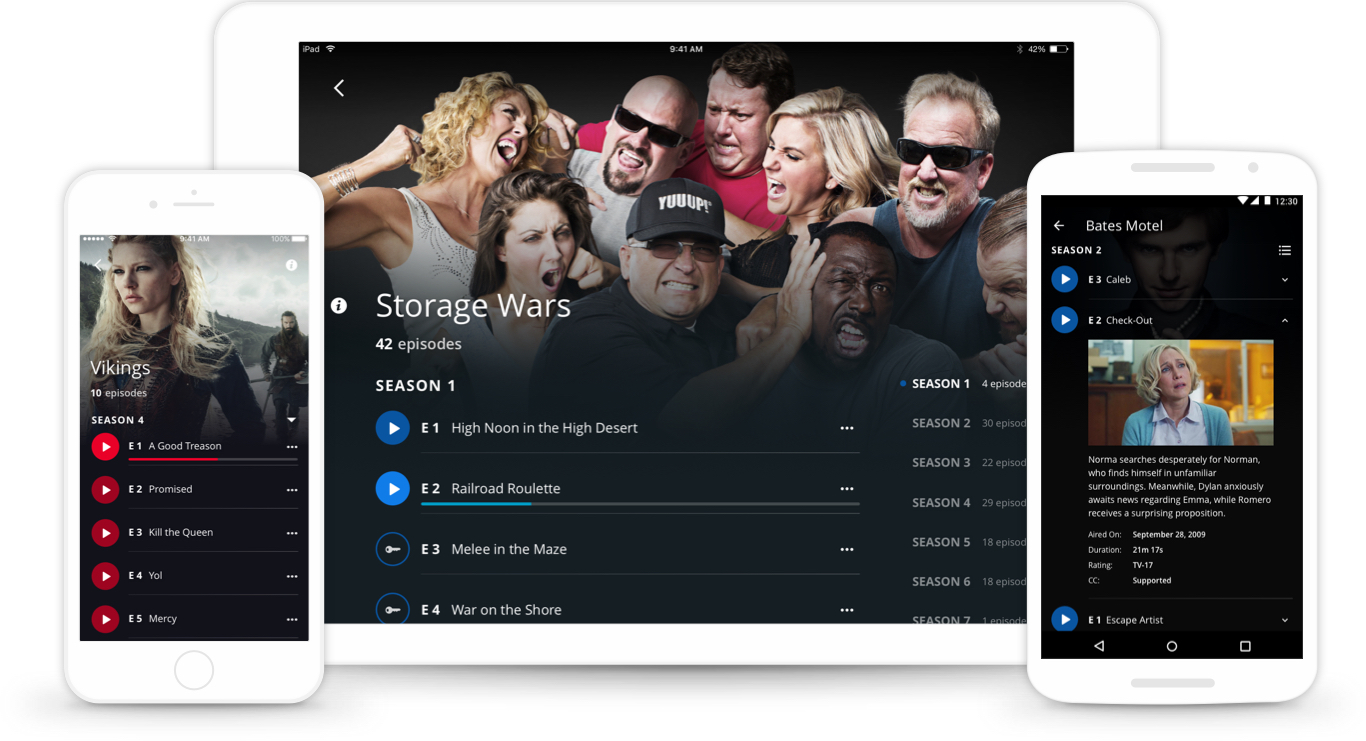 iPad
9:41 AM
42%
YUUUP!
Storage Wars
42 episodes
SEASON 1
E 1 High Noon in the High Desert
E 2 Railroad Roulette
E 3 Melee in the Maze
E 4 War on the Shore
SEASON 1 4 episode
SEASON 2 30 episod
SEASON 3 22 episod
SEASON 4 29 episod
SEASON 5 18 episod
SEASON 6 18 episod
SEASON 7 1 episode
9:41 AM
100%
Vikings
10 episodes
SEASON 4
E 1 A Good Treason
E 2 Promised
E 3 Kill the Queen
E 4 Yol
E 5 Mercy
12:30
Bates Motel
SEASON 2
E 3 Caleb
E 2 Check-Out
Norma searches desperately for Norman,
who finds himself in unfamiliar
surroundings. Meanwhile, Dylan anxiously
awaits news regarding Emma, while Romero
receives a surprising proposition.
Aired On: September 28, 2009
Duration: 21m 17s
Rating: TV-17
CC: Supported
E 1 Escape Artist